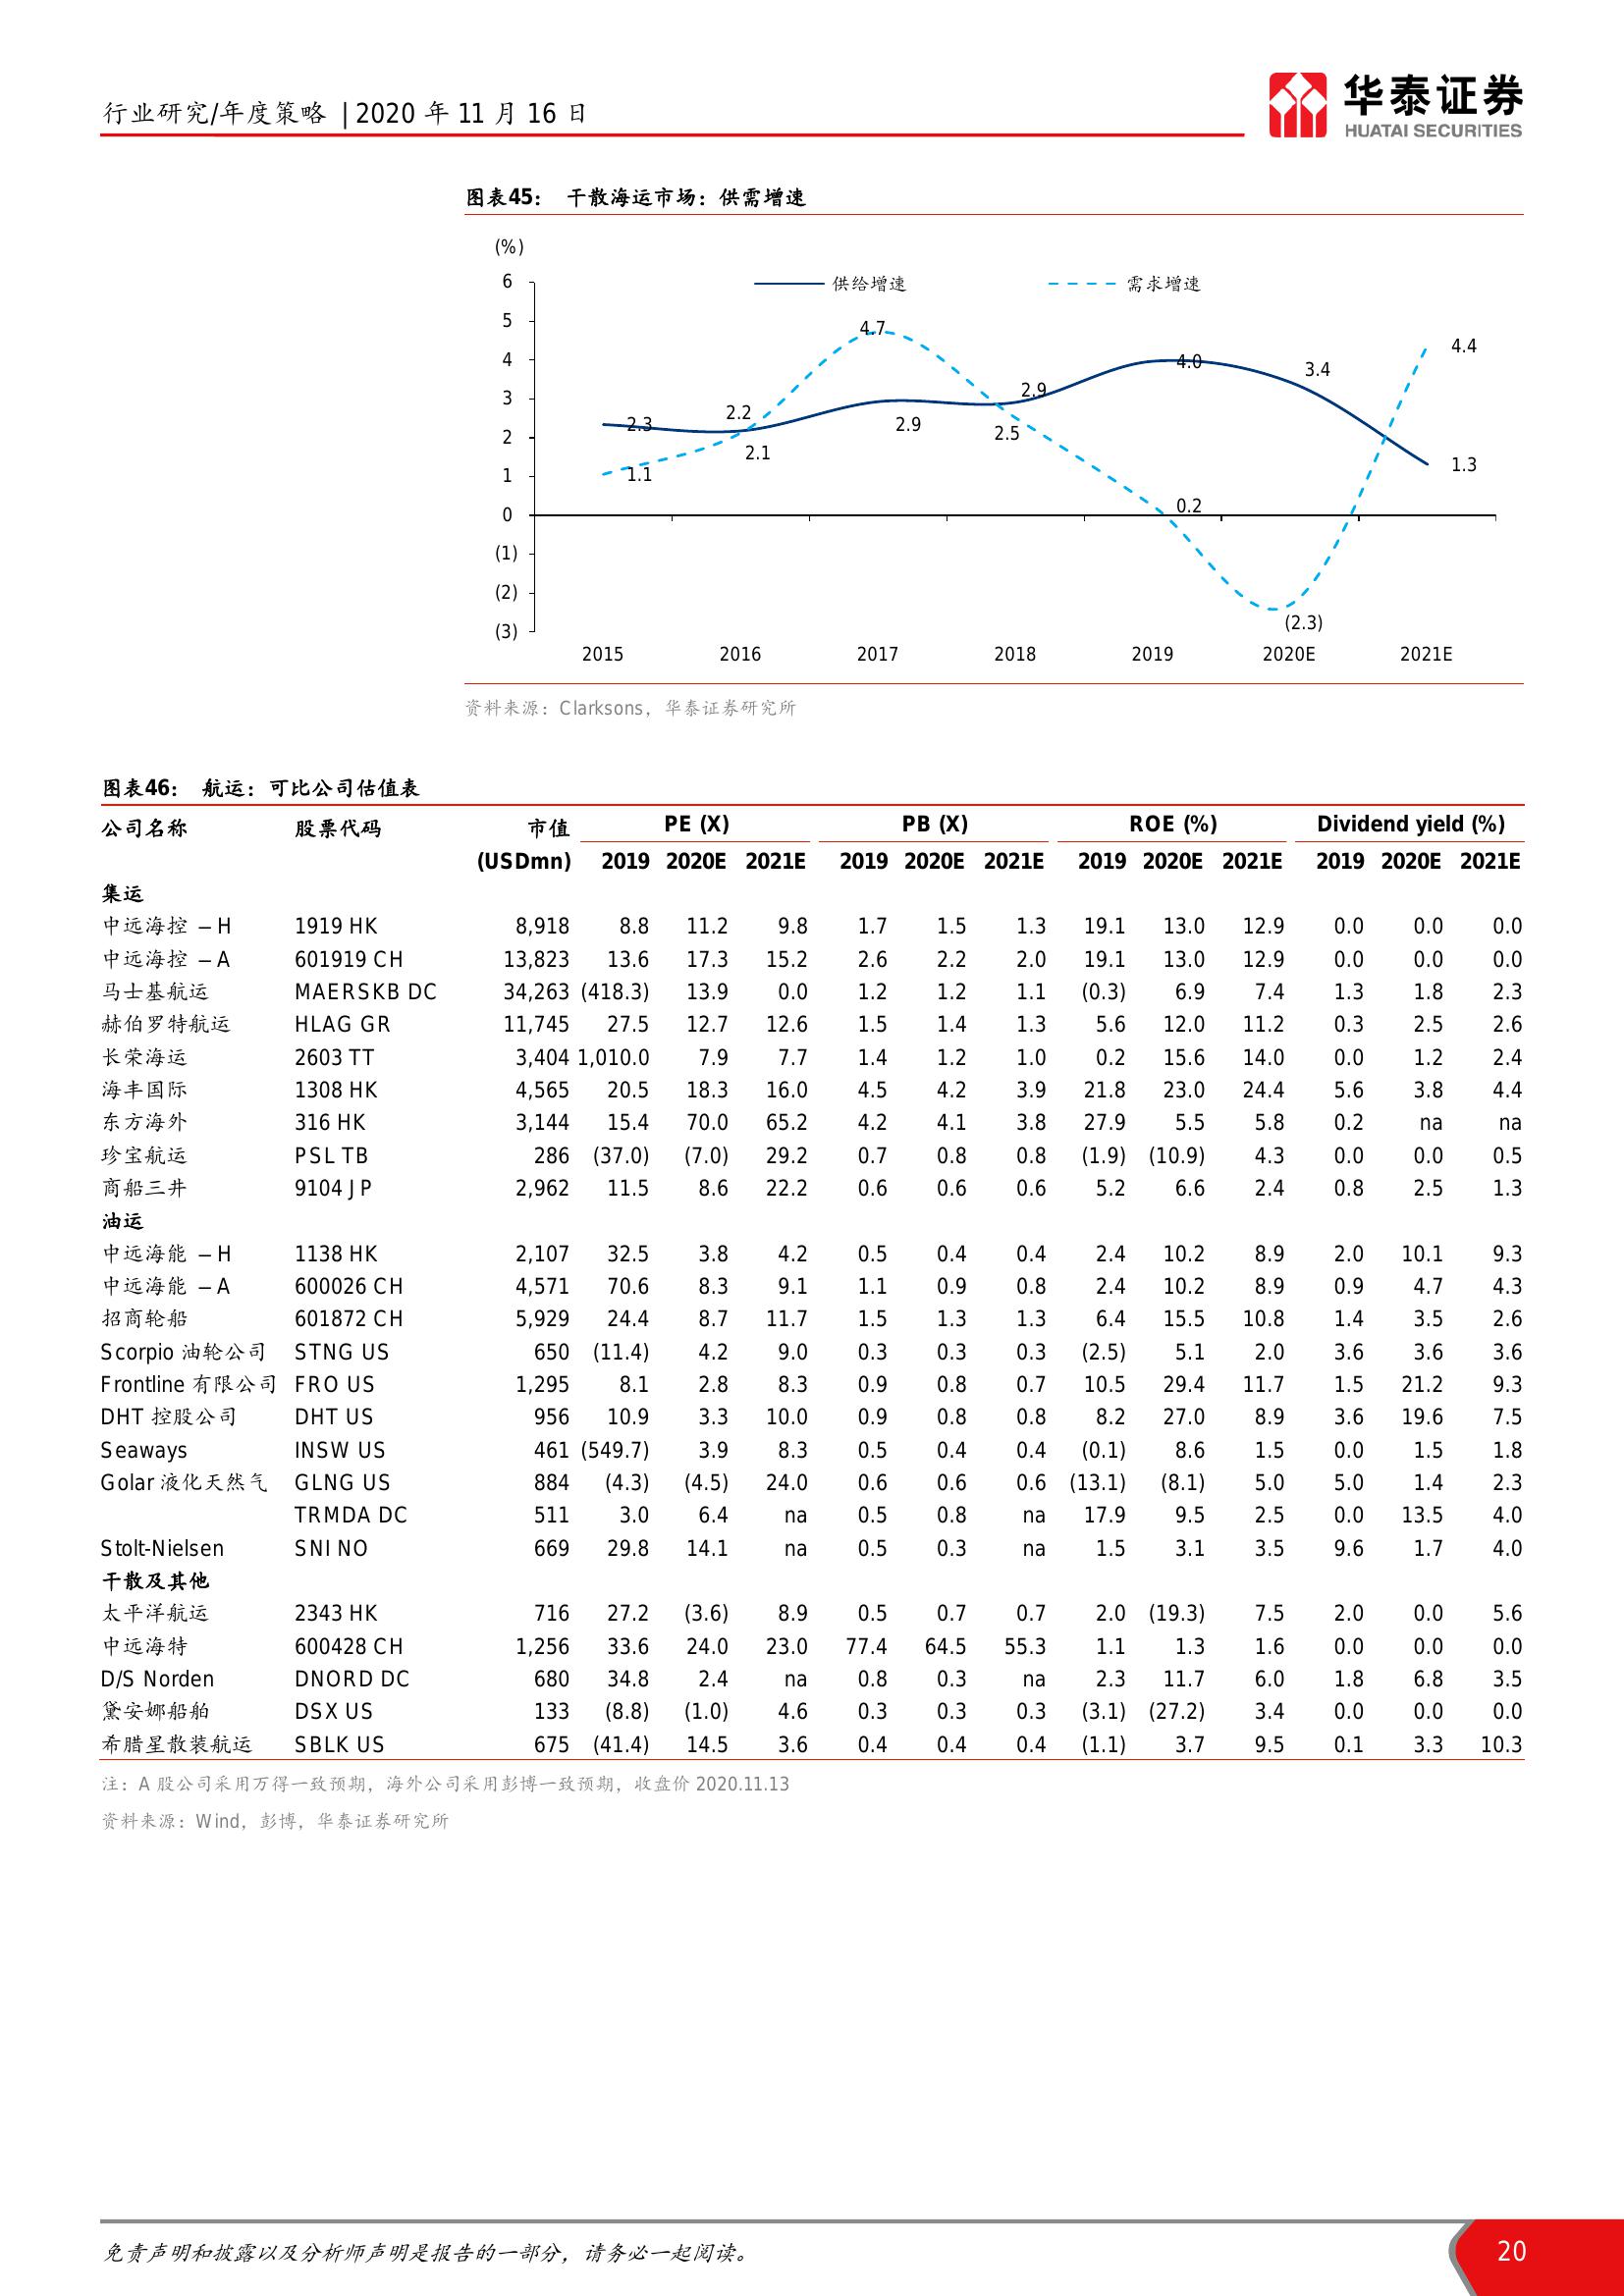 行业研究/年度策略 | 2020 年 11 月 16 日
华泰证券
HUATAI SECURITIES
图表45： 干散海运市场：供需增速
(%)
供给增速 需求增速
6
5
4
3
2
1
0
(1)
(2)
(3)
2.3 2.2 2.9 2.9 4.0 3.4 1.3
1.1 2.1 4.7 2.5 0.2 (2.3) 4.4
2015 2016 2017 2018 2019 2020E 2021E
资料来源：Clarksons，华泰证券研究所
图表46： 航运：可比公司估值表
公司名称 股票代码 市值 PE (X) PB (X) ROE (%) Dividend yield (%)
(USDmn) 2019 2020E 2021E 2019 2020E 2021E 2019 2020E 2021E 2019 2020E 2021E
集运
中远海控 – H 1919 HK 8,918 8.8 11.2 9.8 1.7 1.5 1.3 19.1 13.0 12.9 0.0 0.0 0.0
中远海控 – A 601919 CH 13,823 13.6 17.3 15.2 2.6 2.2 2.0 19.1 13.0 12.9 0.0 0.0 0.0
马士基航运 MAERSKB DC 34,263 (418.3) 13.9 0.0 1.2 1.2 1.1 (0.3) 6.9 7.4 1.3 1.8 2.3
赫伯罗特航运 HLAG GR 11,745 27.5 12.7 12.6 1.5 1.4 1.3 5.6 12.0 11.2 0.3 2.5 2.6
长荣海运 2603 TT 3,404 1,010.0 7.9 7.7 1.4 1.2 1.0 0.2 15.6 14.0 0.0 1.2 2.4
海丰国际 1308 HK 4,565 20.5 18.3 16.0 4.5 4.2 3.9 21.8 23.0 24.4 5.6 3.8 4.4
东方海外 316 HK 3,144 15.4 70.0 65.2 4.2 4.1 3.8 27.9 5.5 5.8 0.2 na na
珍宝航运 PSL TB 286 (37.0) (7.0) 29.2 0.7 0.8 0.8 (1.9) (10.9) 4.3 0.0 0.0 0.5
商船三井 9104 JP 2,962 11.5 8.6 22.2 0.6 0.6 0.6 5.2 6.6 2.4 0.8 2.5 1.3
油运
中远海能 – H 1138 HK 2,107 32.5 3.8 4.2 0.5 0.4 0.4 2.4 10.2 8.9 2.0 10.1 9.3
中远海能 – A 600026 CH 4,571 70.6 8.3 9.1 1.1 0.9 0.8 2.4 10.2 8.9 0.9 4.7 4.3
招商轮船 601872 CH 5,929 24.4 8.7 11.7 1.5 1.3 1.3 6.4 15.5 10.8 1.4 3.5 2.6
Scorpio 油轮公司 STNG US 650 (11.4) 4.2 9.0 0.3 0.3 0.3 (2.5) 5.1 2.0 3.6 3.6 3.6
Frontline 有限公司 FRO US 1,295 8.1 2.8 8.3 0.9 0.8 0.7 10.5 29.4 11.7 1.5 21.2 9.3
DHT 控股公司 DHT US 956 10.9 3.3 10.0 0.9 0.8 0.8 8.2 27.0 8.9 3.6 19.6 7.5
Seaways INSW US 461 (549.7) 3.9 8.3 0.5 0.4 0.4 (0.1) 8.6 1.5 0.0 1.5 1.8
Golar 液化天然气 GLNG US 884 (4.3) (4.5) 24.0 0.6 0.6 0.6 (13.1) (8.1) 5.0 5.0 1.4 2.3
TRMDA DC 511 3.0 6.4 na 0.5 0.8 na 17.9 9.5 2.5 0.0 13.5 4.0
Stolt-Nielsen SNI NO 669 29.8 14.1 na 0.5 0.3 na 1.5 3.1 3.5 9.6 1.7 4.0
干散及其他
太平洋航运 2343 HK 716 27.2 (3.6) 8.9 0.5 0.7 0.7 2.0 (19.3) 7.5 2.0 0.0 5.6
中远海特 600428 CH 1,256 33.6 24.0 23.0 77.4 64.5 55.3 1.1 1.3 1.6 0.0 0.0 0.0
D/S Norden DNORD DC 680 34.8 2.4 na 0.8 0.3 na 2.3 11.7 6.0 1.8 6.8 3.5
黛安娜船舶 DSX US 133 (8.8) (1.0) 4.6 0.3 0.3 0.3 (3.1) (27.2) 3.4 0.0 0.0 0.0
希腊星散装航运 SBLK US 675 (41.4) 14.5 3.6 0.4 0.4 0.4 (1.1) 3.7 9.5 0.1 3.3 10.3
注：A 股公司采用万得一致预期，海外公司采用彭博一致预期，收盘价 2020.11.13
资料来源：Wind，彭博，华泰证券研究所
免责声明和披露以及分析师声明是报告的一部分，请务必一起阅读。
20